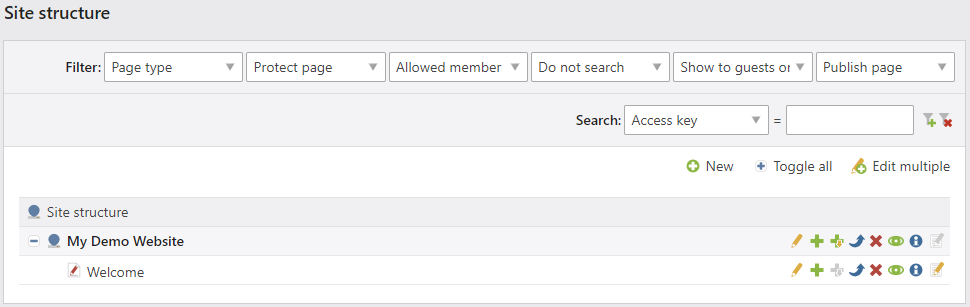 Site structure
Filter: Page type Protect page Allowed member Do not search Show to guests or Publish page
Search: Access key =
New Toggle all Edit multiple
Site structure
My Demo Website
Welcome